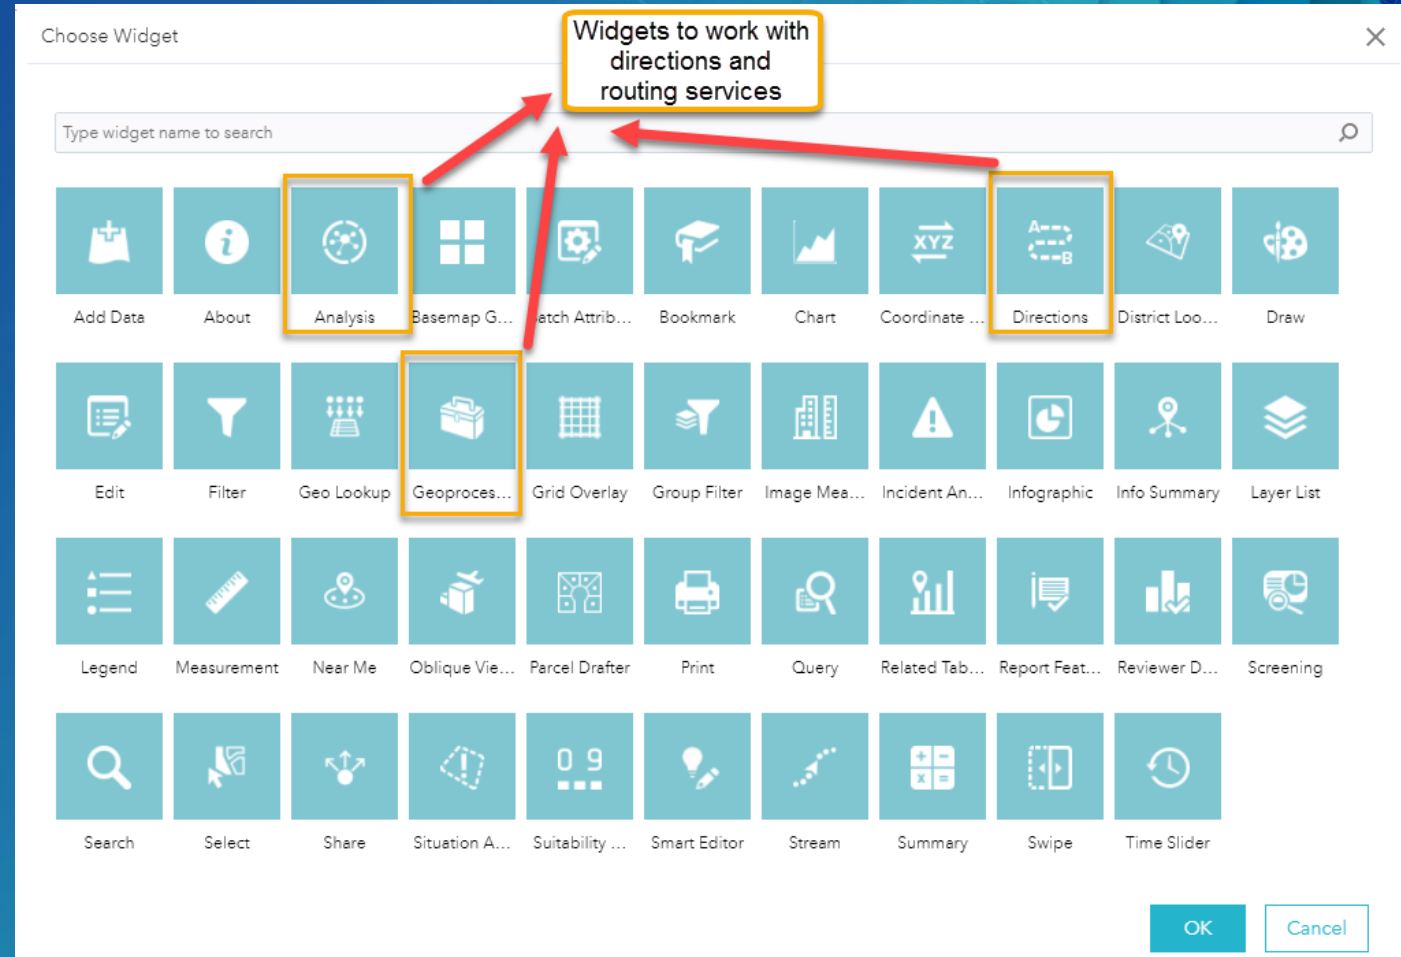 Choose Widget
Widgets to work with
directions and
routing services
Type widget name to search
Add Data
About
Analysis
Basemap G...
atch Attrib...
Bookmark
Chart
XYZ
Coordinate ...
A
B
Directions
District Loo...
Draw
Edit
Filter
Geo Lookup
Geoproces...
Grid Overlay
Group Filter
Image Mea...
Incident An...
Infographic
Info Summary
Layer List
Legend
Measurement
Near Me
Oblique Vie...
Parcel Drafter
Print
Query
Related Tab...
Report Feat...
Reviewer D...
Screening
Search
Select
Share
Situation A...
0 9
Suitability ...
Smart Editor
Stream
Summary
Swipe
Time Slider
OK
Cancel